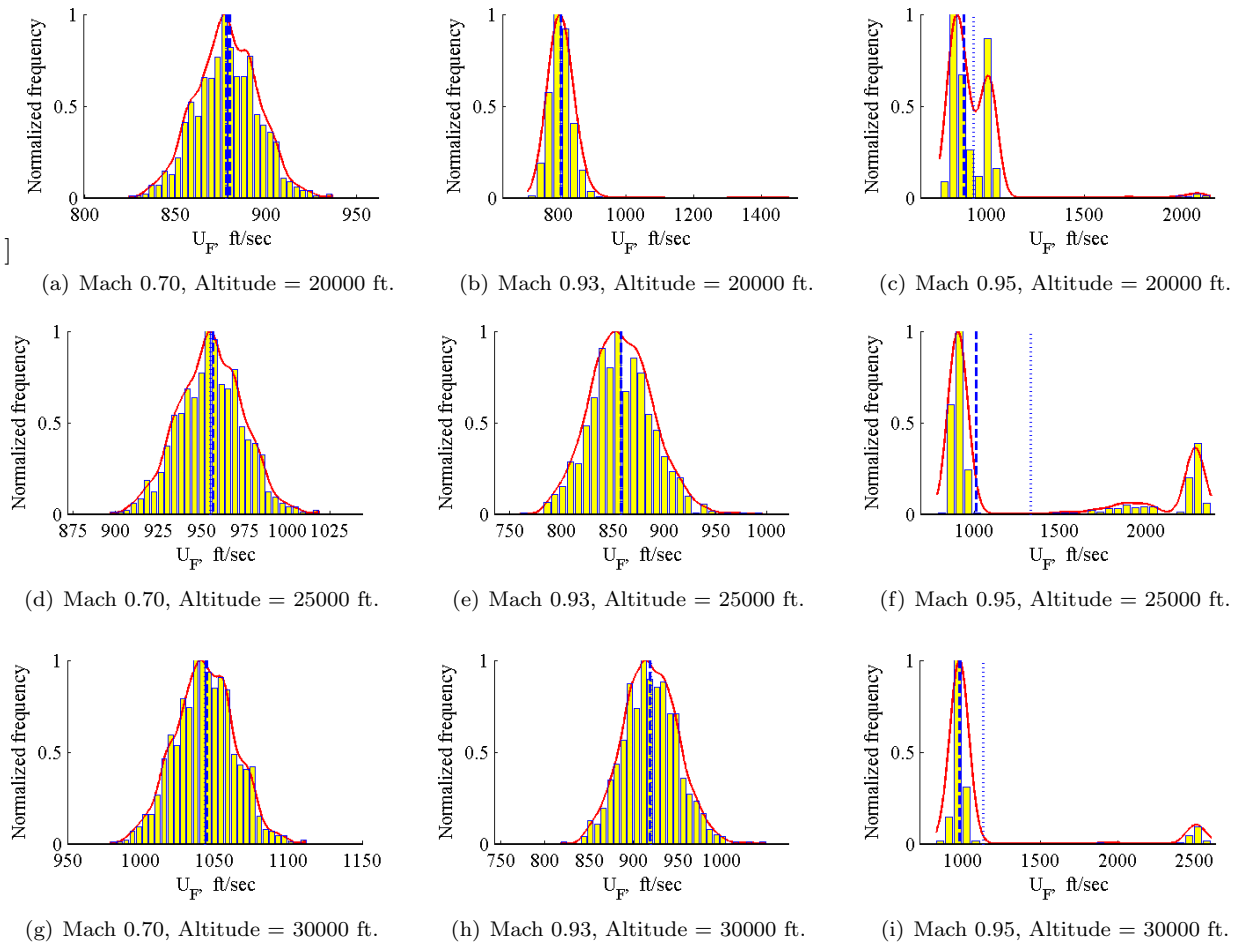 Normalized frequency
1
0.5
0
800 850 900 950
U_F, ft/sec
(a) Mach 0.70, Altitude = 20000 ft.
Normalized frequency
1
0.5
0
800 1000 1200 1400
U_F, ft/sec
(b) Mach 0.93, Altitude = 20000 ft.
Normalized frequency
1
0.5
0
1000 1500 2000
U_F, ft/sec
(c) Mach 0.95, Altitude = 20000 ft.
]
Normalized frequency
1
0.5
0
875 900 925 950 975 1000 1025
U_F, ft/sec
(d) Mach 0.70, Altitude = 25000 ft.
Normalized frequency
1
0.5
0
750 800 850 900 950 1000
U_F, ft/sec
(e) Mach 0.93, Altitude = 25000 ft.
Normalized frequency
1
0.5
0
1000 1500 2000
U_F, ft/sec
(f) Mach 0.95, Altitude = 25000 ft.
Normalized frequency
1
0.5
0
950 1000 1050 1100 1150
U_F, ft/sec
(g) Mach 0.70, Altitude = 30000 ft.
Normalized frequency
1
0.5
0
750 800 850 900 950 1000
U_F, ft/sec
(h) Mach 0.93, Altitude = 30000 ft.
Normalized frequency
1
0.5
0
1000 1500 2000 2500
U_F, ft/sec
(i) Mach 0.95, Altitude = 30000 ft.